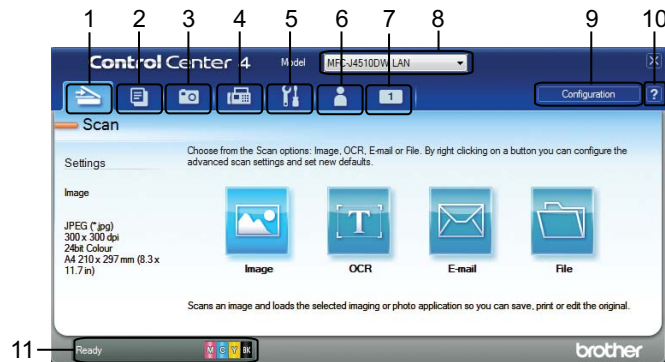 1 2 3 4 5 6 7 8 9 10
Control Center 4 Model MFC-J4510DW LAN
1 Configuration ?
Scan
Settings
Choose from the Scan options: Image, OCR, E-mail or File. By right clicking on a button you can configure the
advanced scan settings and set new defaults.
Image
JPEG (*.jpg)
300 x 300 dpi
24bit Colour
A4 210 x 297 mm (8.3 x
11.7 in)
T
Image OCR E-mail File
Scans an image and loads the selected imaging or photo application so you can save, print or edit the original.
11 Ready M C Y BK brother